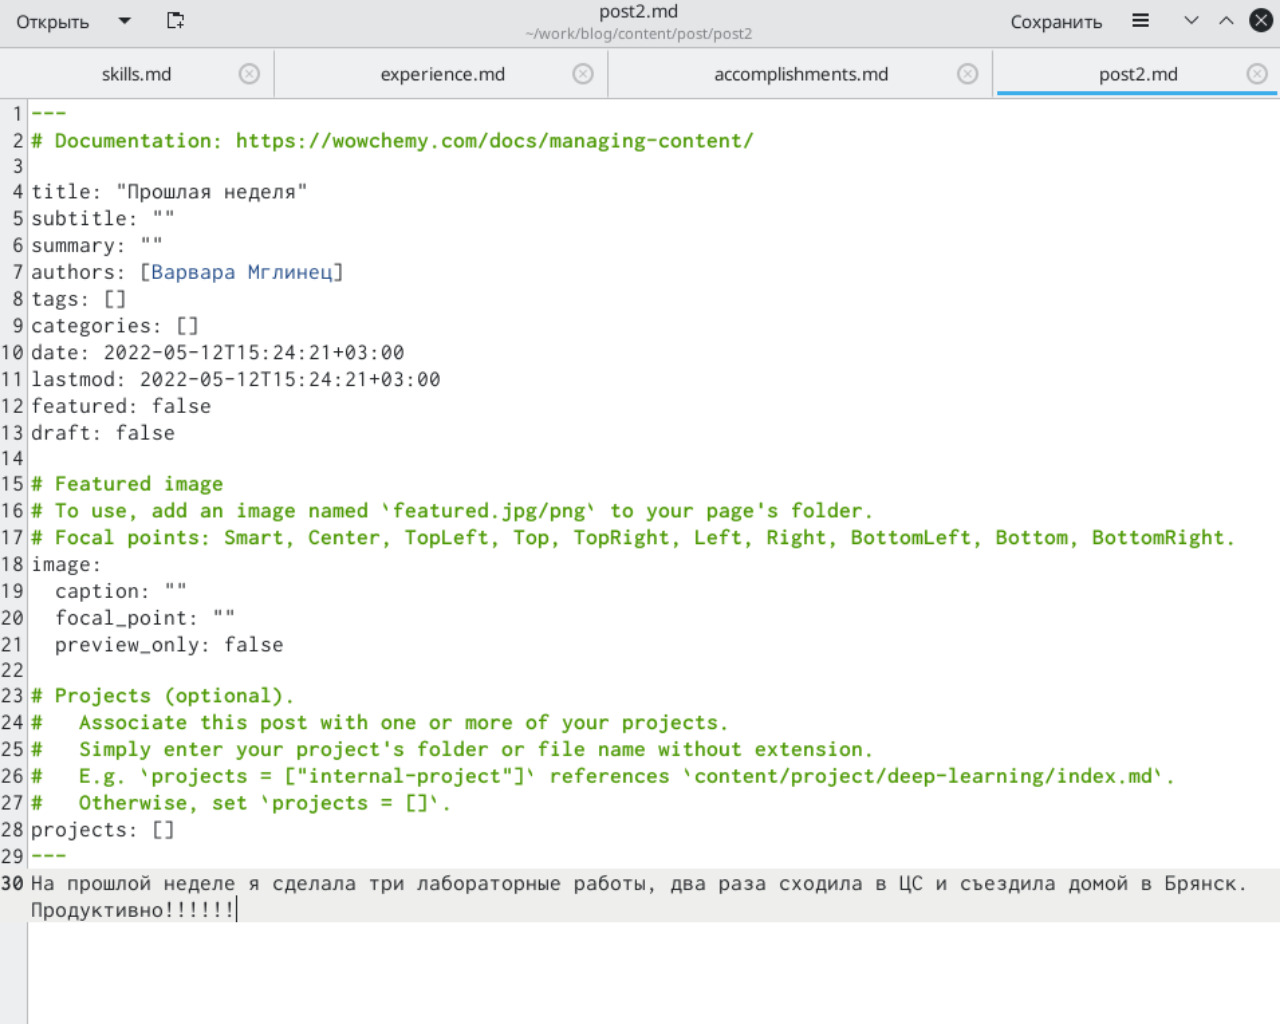 Открыть
post2.md
~/work/blog/content/post/post2
Сохранить
skills.md
experience.md
accomplishments.md
post2.md
1 ---
2 # Documentation: https://wowchemy.com/docs/managing-content/
3
4 title: "Прошлая неделя"
5 subtitle: ""
6 summary: ""
7 authors: [Варвара Мглинец]
8 tags: []
9 categories: []
10 date: 2022-05-12T15:24:21+03:00
11 lastmod: 2022-05-12T15:24:21+03:00
12 featured: false
13 draft: false
14
15 # Featured image
16 # To use, add an image named `featured.jpg/png` to your page's folder.
17 # Focal points: Smart, Center, TopLeft, Top, TopRight, Left, Right, BottomLeft, Bottom, BottomRight.
18 image:
19   caption: ""
20   focal_point: ""
21   preview_only: false
22
23 # Projects (optional).
24 #   Associate this post with one or more of your projects.
25 #   Simply enter your project's folder or file name without extension.
26 #   E.g. `projects = ["internal-project"]` references `content/project/deep-learning/index.md`.
27 #   Otherwise, set `projects = []`.
28 projects: []
29 ---
30 На прошлой неделе я сделала три лабораторные работы, два раза сходила в ЦС и съездила домой в Брянск.
Продуктивно!!!!!!